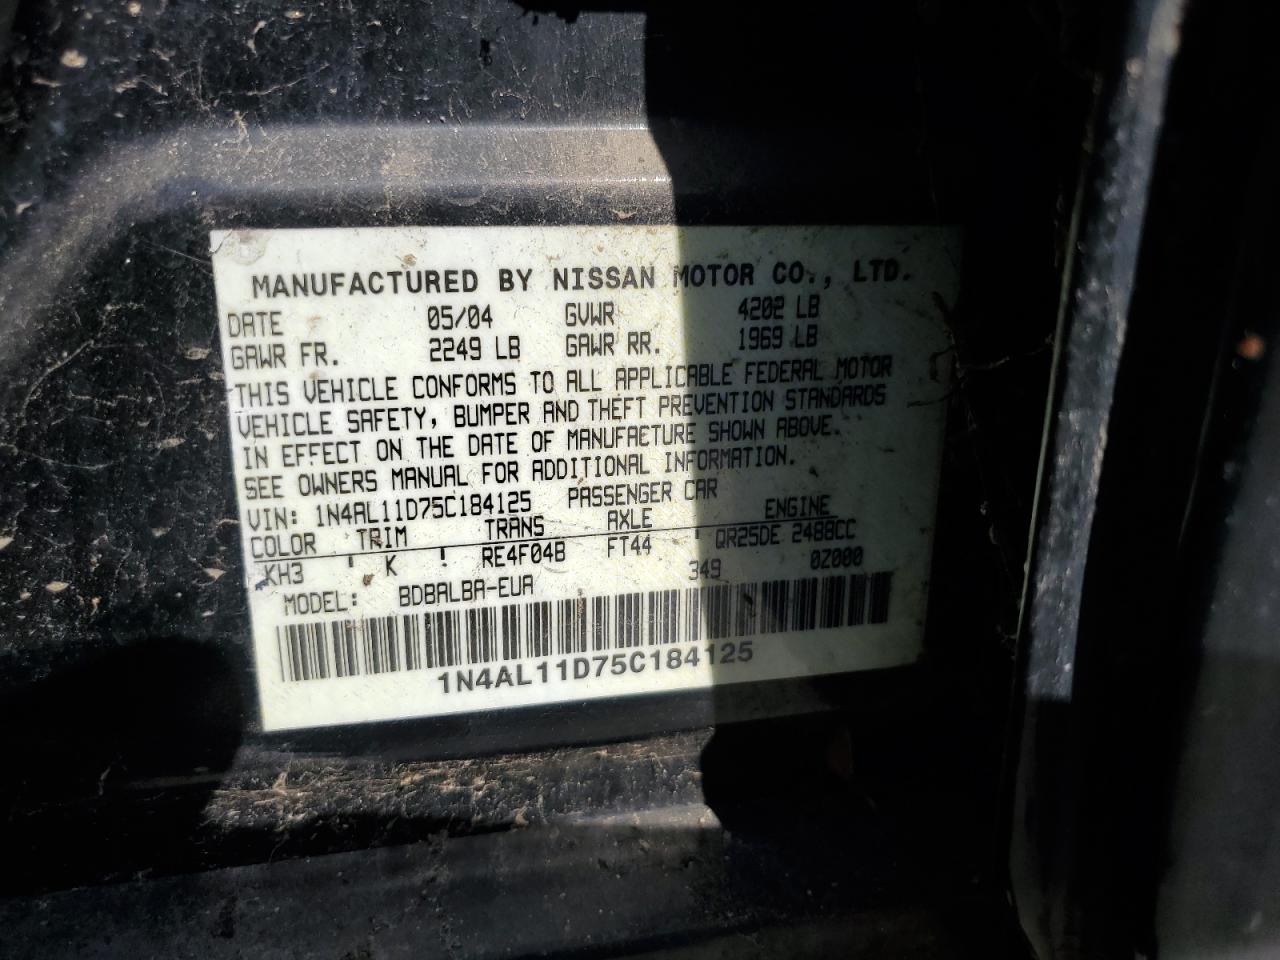 MANUFACTURED BY NISSAN MOTOR CO., LTD.
DATE 05/04 GVWR 4202 LB
GAWR FR. 2249 LB GAWR RR. 1969 LB
THIS VEHICLE CONFORMS TO ALL APPLICABLE FEDERAL MOTOR
VEHICLE SAFETY, BUMPER AND THEFT PREVENTION STANDARDS
IN EFFECT ON THE DATE OF MANUFACTURE SHOWN ABOVE.
SEE OWNERS MANUAL FOR ADDITIONAL INFORMATION.
VIN: 1N4AL11D75C184125 PASSENGER CAR
COLOR TRIM TRANS AXLE ENGINE
KH3 ' K ! RE4F04B FT44 ' QR25DE 2488CC
MODEL: BDBALBA-EUA 349 0Z000
1N4AL11D75C184125